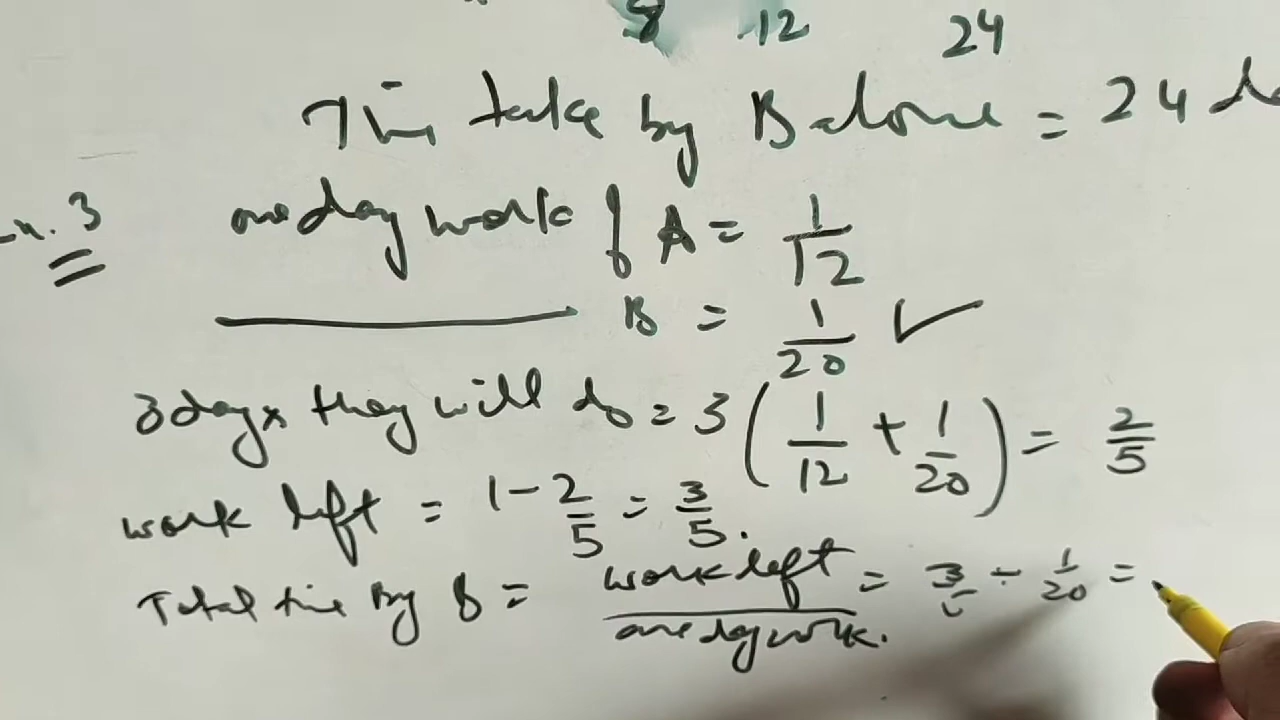 8 12 24
Time take by B alone = 24 da
Ex. 3 one day work of A = 1/12
B = 1/20 ✓
3 days they will do = 3 (1/12 + 1/20) = 2/5
work left = 1 - 2/5 = 3/5.
Total time by B = work left / one day work. = 3/5 ÷ 1/20 =